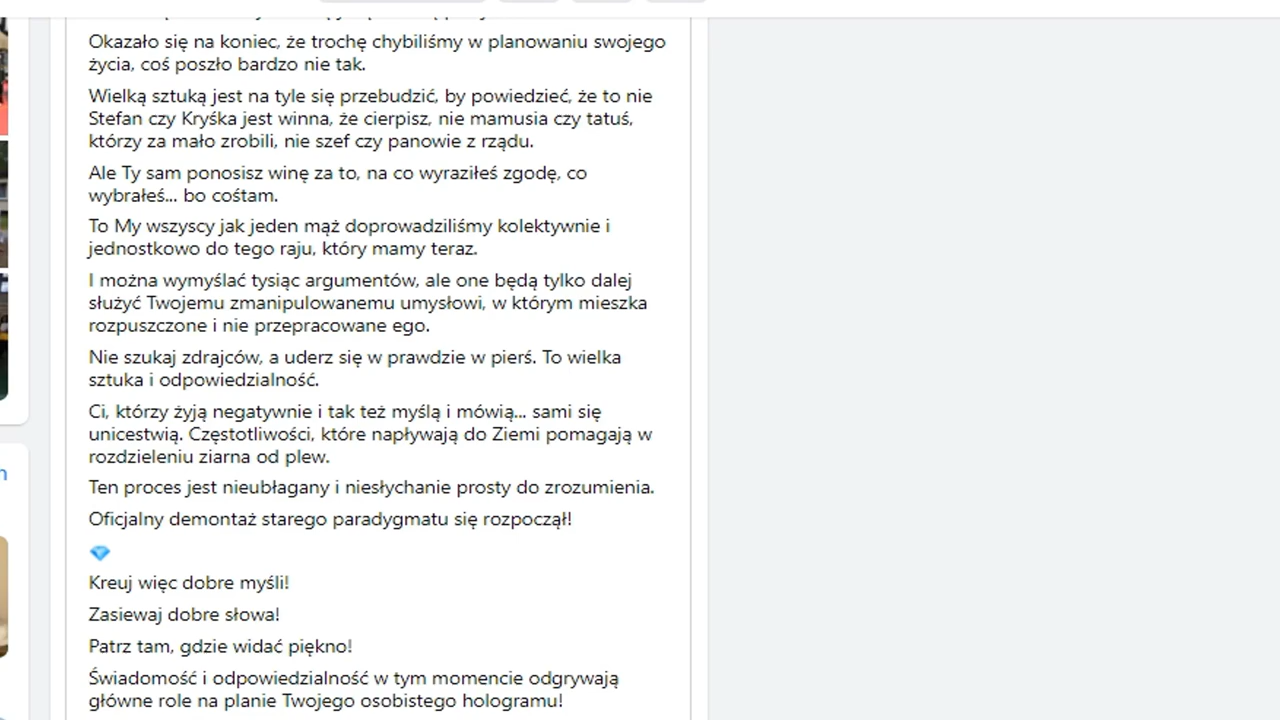 Okazało się na koniec, że trochę chybiliśmy w planowaniu swojego
życia, coś poszło bardzo nie tak.
Wielką sztuką jest na tyle się przebudzić, by powiedzieć, że to nie
Stefan czy Kryśka jest winna, że cierpisz, nie mamusia czy tatuś,
którzy za mało zrobili, nie szef czy panowie z rządu.
Ale Ty sam ponosisz winę za to, na co wyraziłeś zgodę, co
wybrałeś... bo cośtam.
To My wszyscy jak jeden mąż doprowadziliśmy kolektywnie i
jednostkowo do tego raju, który mamy teraz.
I można wymyślać tysiąc argumentów, ale one będą tylko dalej
służyć Twojemu zmanipulowanemu umysłowi, w którym mieszka
rozpuszczone i nie przepracowane ego.
Nie szukaj zdrajców, a uderz się w prawdzie w pierś. To wielka
sztuka i odpowiedzialność.
Ci, którzy żyją negatywnie i tak też myślą i mówią... sami się
unicestwią. Częstotliwości, które napływają do Ziemi pomagają w
rozdzieleniu ziarna od plew.
Ten proces jest nieubłagany i niesłychanie prosty do zrozumienia.
Oficjalny demontaż starego paradygmatu się rozpoczął!
💎
Kreuj więc dobre myśli!
Zasiewaj dobre słowa!
Patrz tam, gdzie widać piękno!
Świadomość i odpowiedzialność w tym momencie odgrywają
główne role na planie Twojego osobistego hologramu!